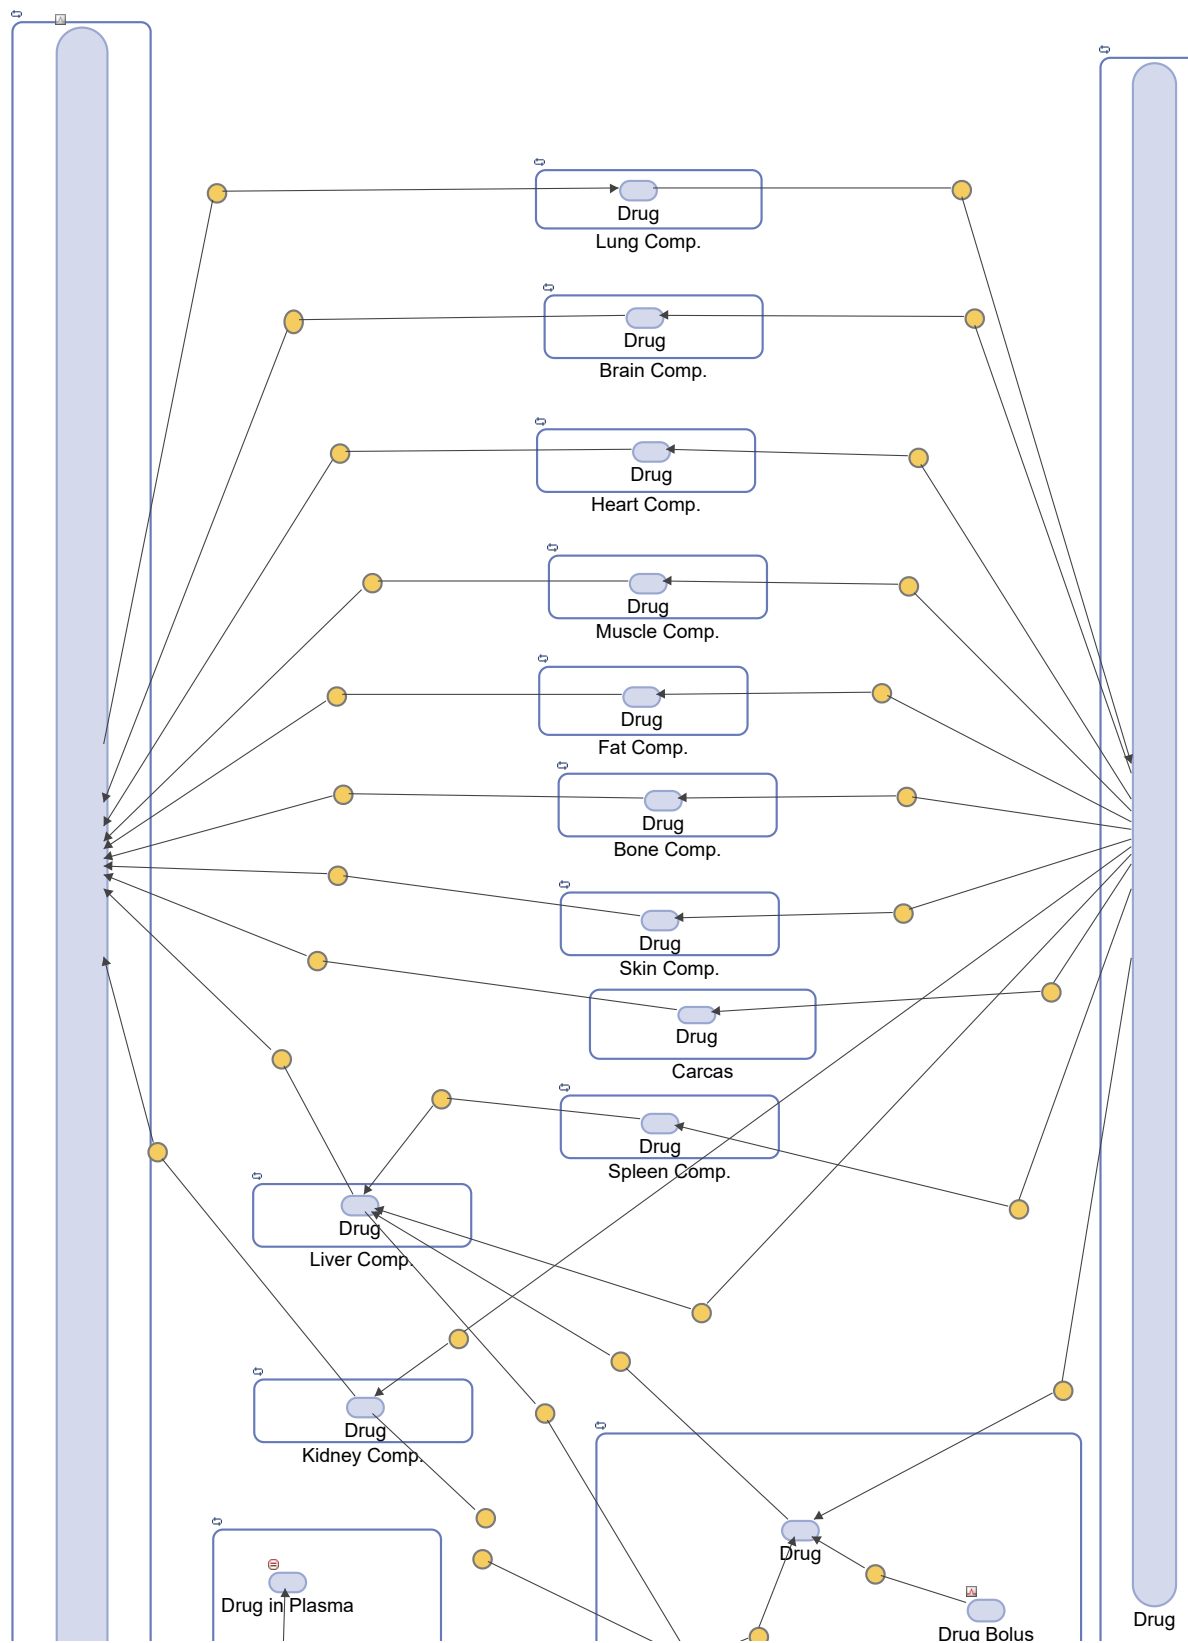 Drug
Lung Comp.
Drug
Brain Comp.
Drug
Heart Comp.
Drug
Muscle Comp.
Drug
Fat Comp.
Drug
Bone Comp.
Drug
Skin Comp.
Drug
Carcas
Drug
Spleen Comp.
Drug
Liver Comp.
Drug
Kidney Comp.
Drug
Drug in Plasma
Drug Bolus
Drug